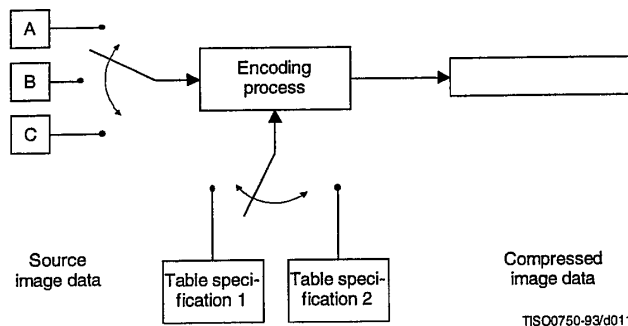 A
B
C
Encoding
process
Source
image data
Table speci-
fication 1
Table speci-
fication 2
Compressed
image data
TISO0750-93/d011